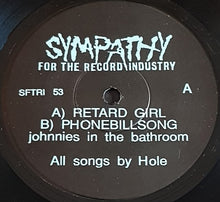 SYMPATHY
FOR THE RECORD INDUSTRY
SFTRI 53
A
A) RETARD GIRL
B) PHONEBILLSONG
johnnies in the bathroom
All songs by Hole